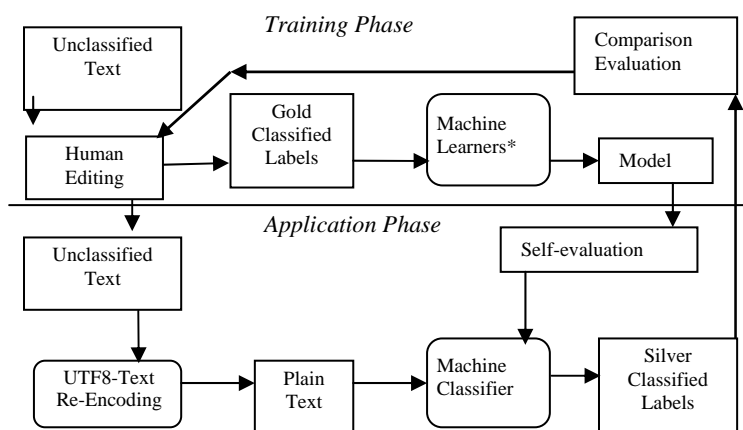 Training Phase
Unclassified
Text
Comparison
Evaluation
Gold
Classified
Labels
Machine
Learners*
Human
Editing
Model
Application Phase
Unclassified
Text
Self-evaluation
UTF8-Text
Re-Encoding
Plain
Text
Machine
Classifier
Silver
Classified
Labels